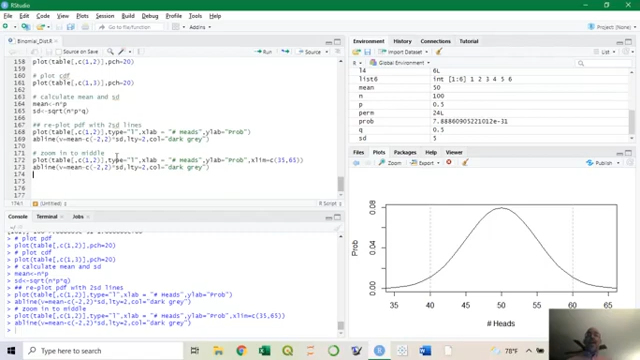 RStudio
File Edit Code View Plots Session Build Debug Profile Tools Help
Go to file/function
Addins
Project: (None)
Source on Save
Run
Source
158 plot(table[,c(1,2)],pch=20)
159
160 # plot cdf
161 plot(table[,c(1,3)],pch=20)
162
163 # calculate mean and sd
164 mean<-n*p
165 sd<-sqrt(n*p*q)
166
167 ## re-plot pdf with 2sd lines
168 plot(table[,c(1,2)],type="l",xlab = "# Heads",ylab="Prob")
169 abline(v=mean-c(-2,2)*sd,lty=2,col="dark grey")
170
171 # zoom in to middle
172 plot(table[,c(1,2)],type="l",xlab = "# Heads",ylab="Prob",xlim=c(35,65))
173 abline(v=mean-c(-2,2)*sd,lty=2,col="dark grey")
174
175
176
177
174:1
R Script
Console Terminal Jobs
> # plot pdf
> plot(table[,c(1,2)],pch=20)
> # plot cdf
> plot(table[,c(1,3)],pch=20)
> # calculate mean and sd
> mean<-n*p
> sd<-sqrt(n*p*q)
> ## re-plot pdf with 2sd lines
> plot(table[,c(1,2)],type="l",xlab = "# Heads",ylab="Prob")
> abline(v=mean-c(-2,2)*sd,lty=2,col="dark grey")
> # zoom in to middle
> plot(table[,c(1,2)],type="l",xlab = "# Heads",ylab="Prob",xlim=c(35,65))
> abline(v=mean-c(-2,2)*sd,lty=2,col="dark grey")
>
Environment History Connections Tutorial
Import Dataset
List
R Global Environment
l4 6L
list6 int [1:6] 1 2 3 4 5 6
mean 50
n 100
p 0.5
perm 24L
prob 7.88860905221012e-31
q 0.5
sd 5
Files Plots Packages Help Viewer
Zoom Export
Publish
Prob
0.00 0.04 0.08
35 40 45 50 55 60 65
# Heads
Type here to search
78°F